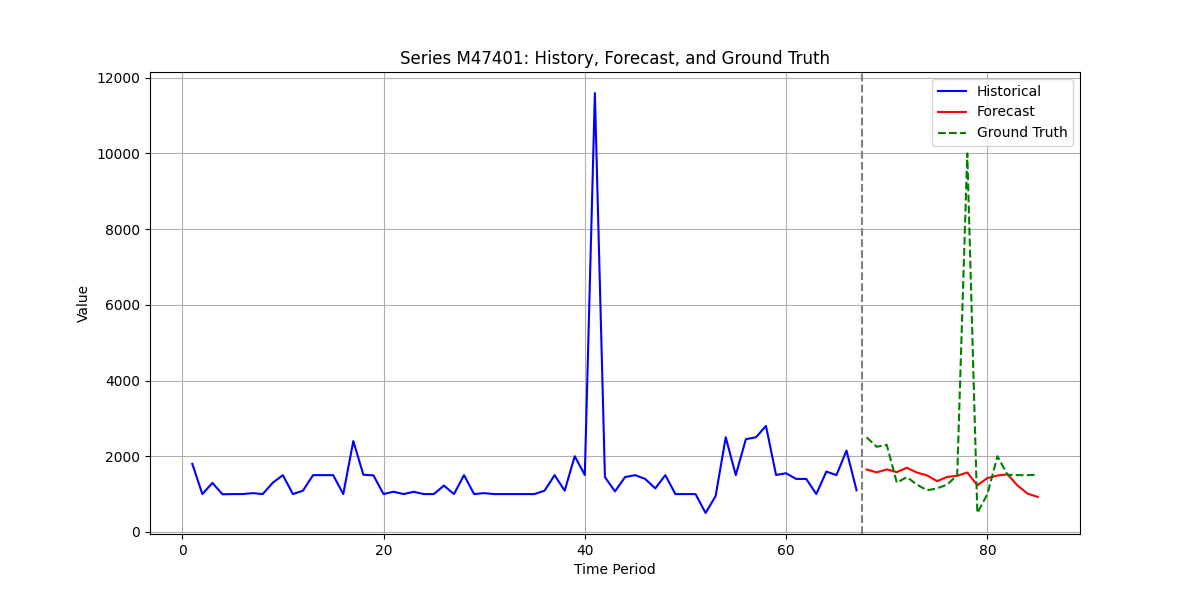 Series M47401: History, Forecast, and Ground Truth
12000
10000
8000
6000
4000
2000
0
Value
Historical
Forecast
Ground Truth
0
20
40
60
80
Time Period